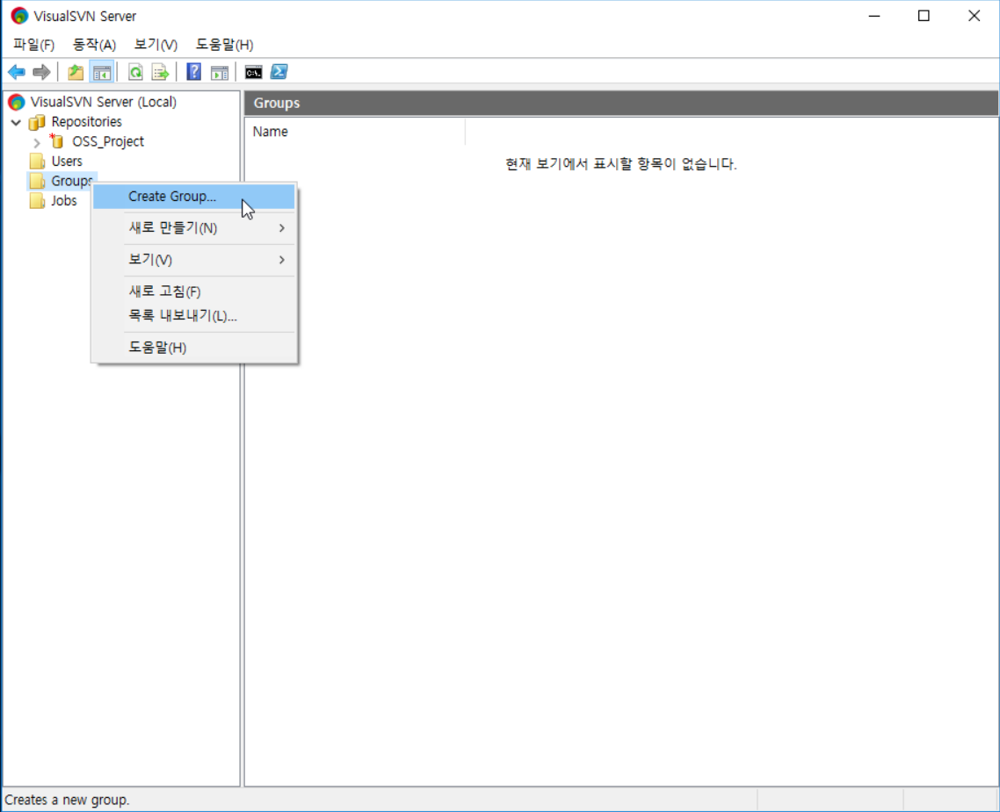 VisualSVN Server
파일(F) 동작(A) 보기(V) 도움말(H)
VisualSVN Server (Local)
Repositories
OSS_Project
Users
Groups
Jobs
Groups
Name
현재 보기에서 표시할 항목이 없습니다.
Create Group...
새로 만들기(N)
보기(V)
새로 고침(F)
목록 내보내기(L)...
도움말(H)
Creates a new group.